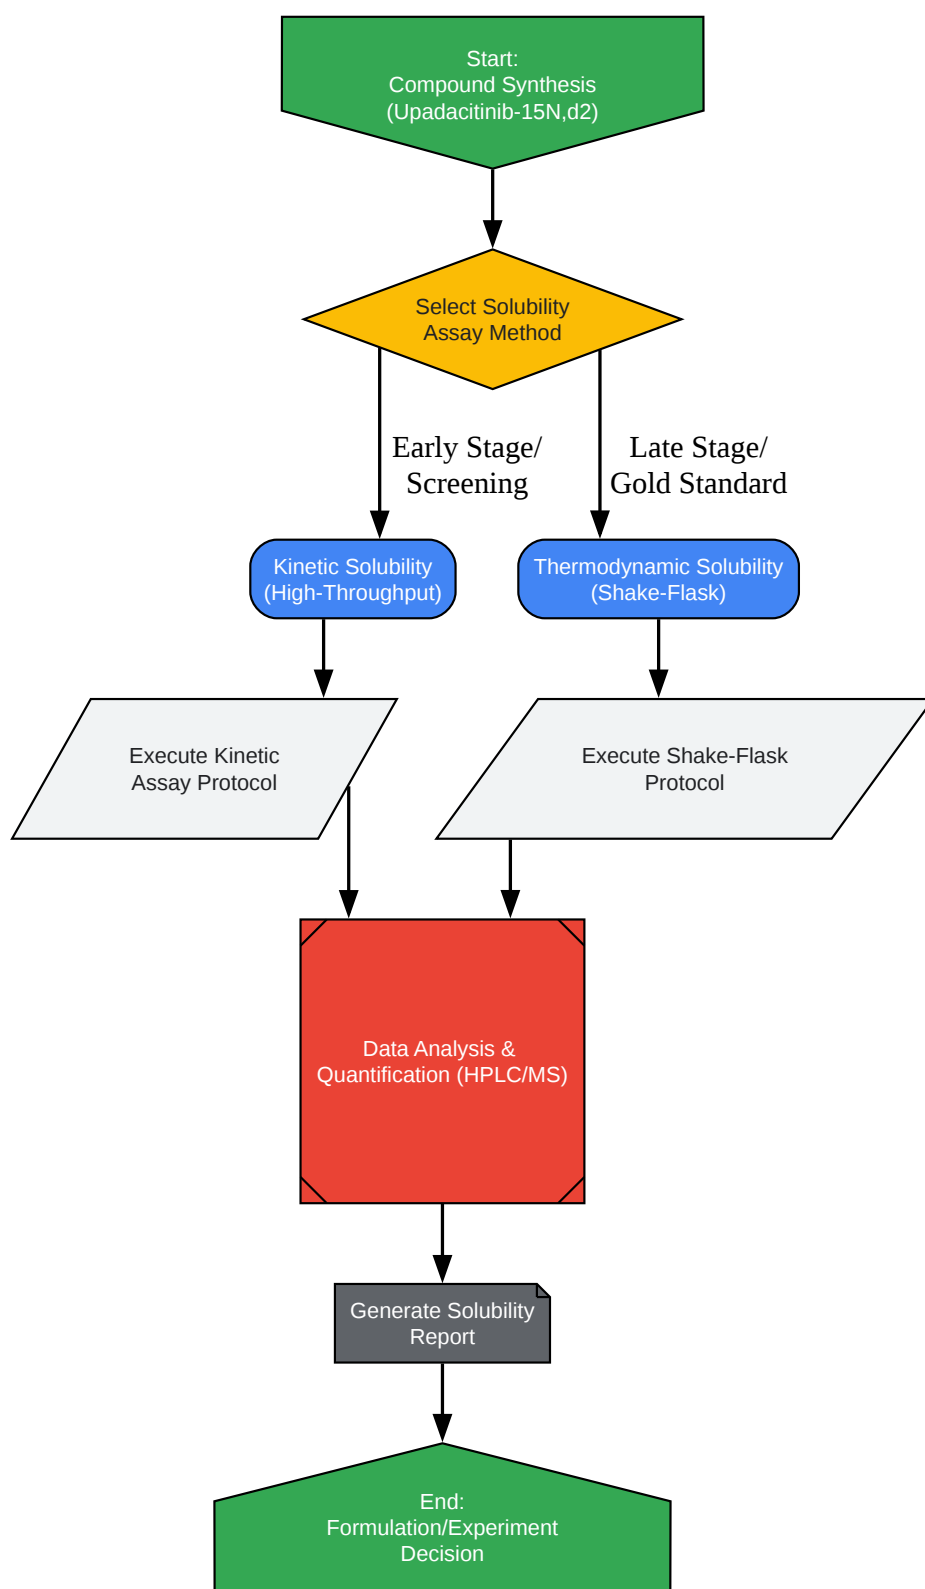 Start:
Compound Synthesis
(Upadacitinib-15N,d2)
Select Solubility
Assay Method
Early Stage/
Screening
Late Stage/
Gold Standard
Kinetic Solubility
(High-Throughput)
Thermodynamic Solubility
(Shake-Flask)
Execute Kinetic
Assay Protocol
Execute Shake-Flask
Protocol
Data Analysis &
Quantification (HPLC/MS)
Generate Solubility
Report
End:
Formulation/Experiment
Decision